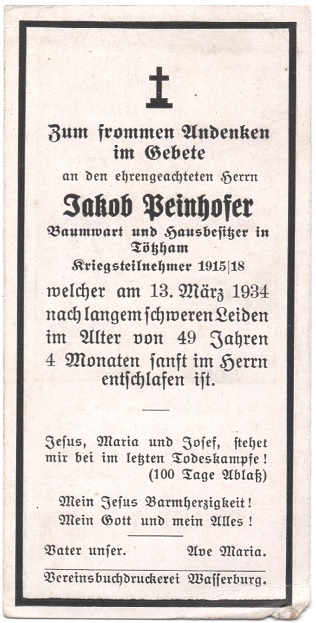 Zum frommen Andenken
im Gebete
an den ehrengeachteten Herrn
Jakob Peinhofer
Baumwart und Hausbesitzer in
Tötzham
Kriegsteilnehmer 1915|18
welcher am 13. März 1934
nach langem schweren Leiden
im Alter von 49 Jahren
4 Monaten sanft im Herrn
entschlafen ist.
Jesus, Maria und Josef, stehet
mir bei im letzten Todeskampfe!
(100 Tage Ablaß)
Mein Jesus Barmherzigkeit!
Mein Gott und mein Alles!
Vater unser. Ave Maria.
Vereinsbuchdruckerei Wasserburg.